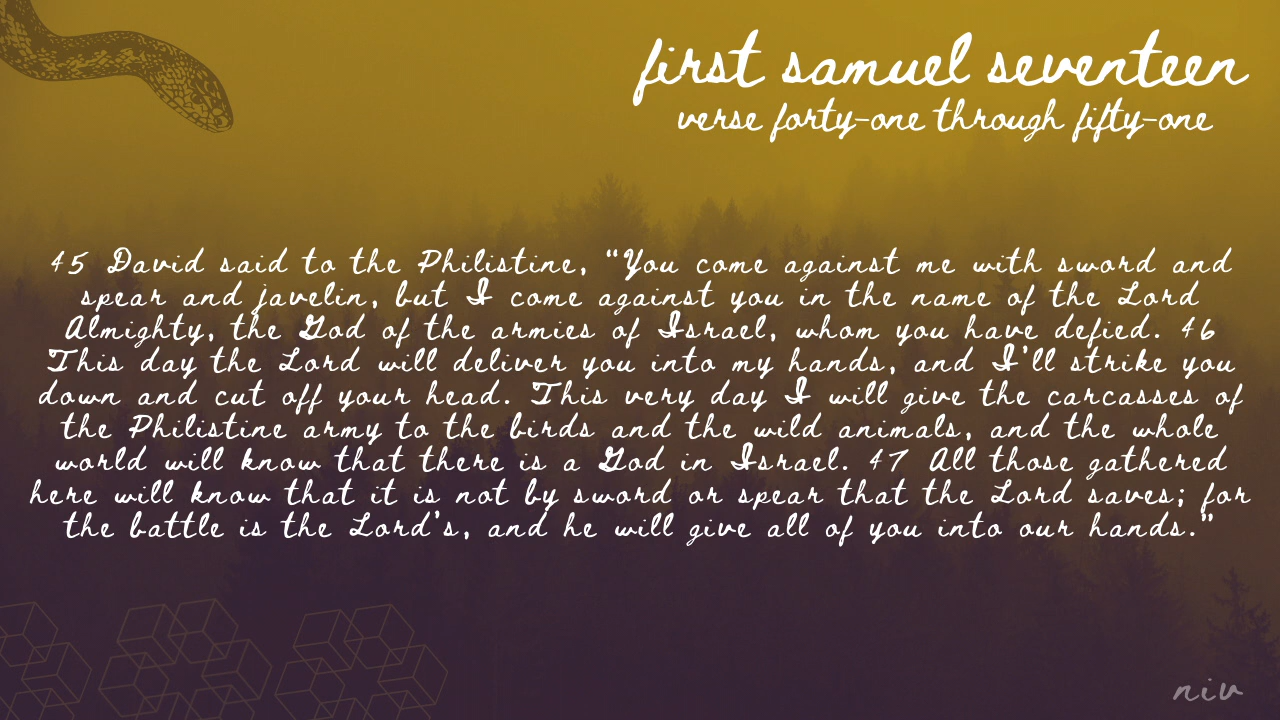 first samuel seventeen
verse forty-one through fifty-one
45 David said to the Philistine, “You come against me with sword and
spear and javelin, but I come against you in the name of the Lord
Almighty, the God of the armies of Israel, whom you have defied. 46
This day the Lord will deliver you into my hands, and I’ll strike you
down and cut off your head. This very day I will give the carcasses of
the Philistine army to the birds and the wild animals, and the whole
world will know that there is a God in Israel. 47 All those gathered
here will know that it is not by sword or spear that the Lord saves; for
the battle is the Lord’s, and he will give all of you into our hands.”
niv